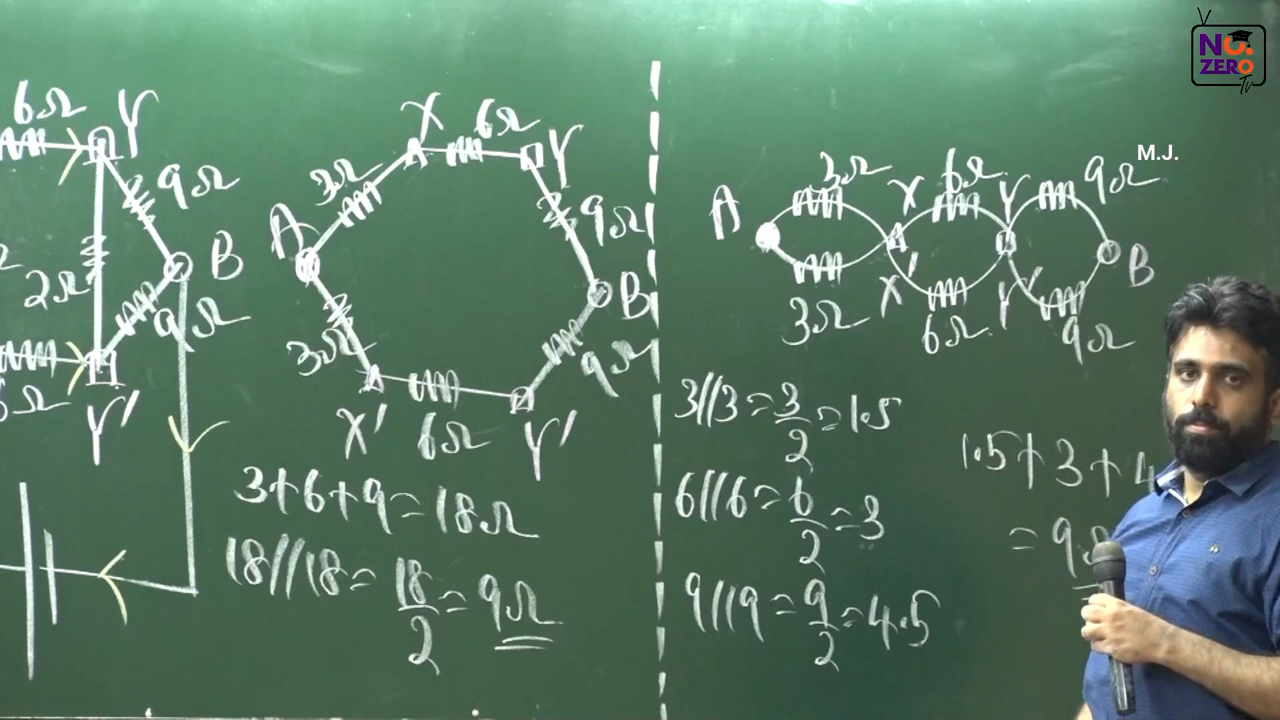 NO.
ZERO
Tv
M.J.
6Ω Y
9Ω
B
2Ω
9Ω
Y'
X 6Ω Y
3Ω
A
9Ω
B
3Ω
9Ω
X' 6Ω Y'
3+6+9=18Ω
18//18= 18/2 = 9Ω
3Ω X 6Ω Y 9Ω
A
B
3Ω X' 6Ω Y' 9Ω
3//3 = 3/2 = 1.5
6//6 = 6/2 = 3
9//9 = 9/2 = 4.5
1.5+3+4
= 9Ω